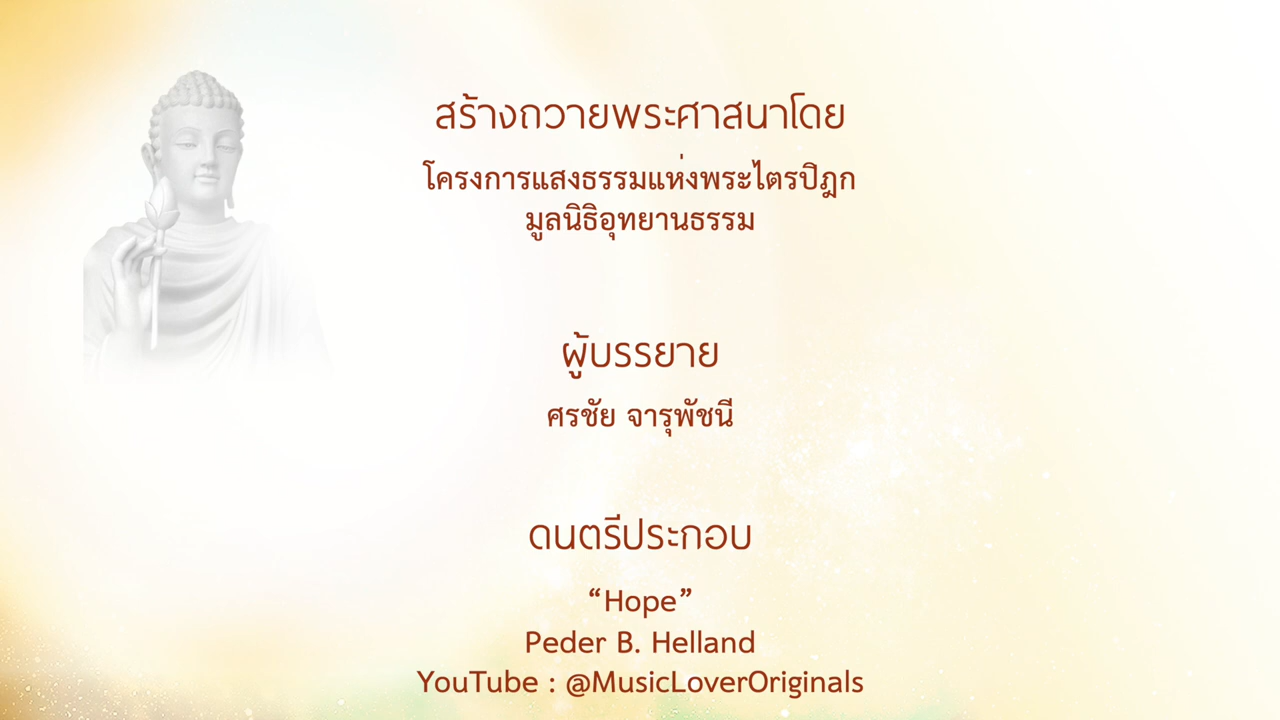 สร้างถวายพระศาสนาโดย
โครงการแสงธรรมแห่งพระไตรปิฎก
มูลนิธิอุทยานธรรม
ผู้บรรยาย
ศรชัย จารุพัชนี
ดนตรีประกอบ
“Hope”
Peder B. Helland
YouTube : @MusicLoverOriginals